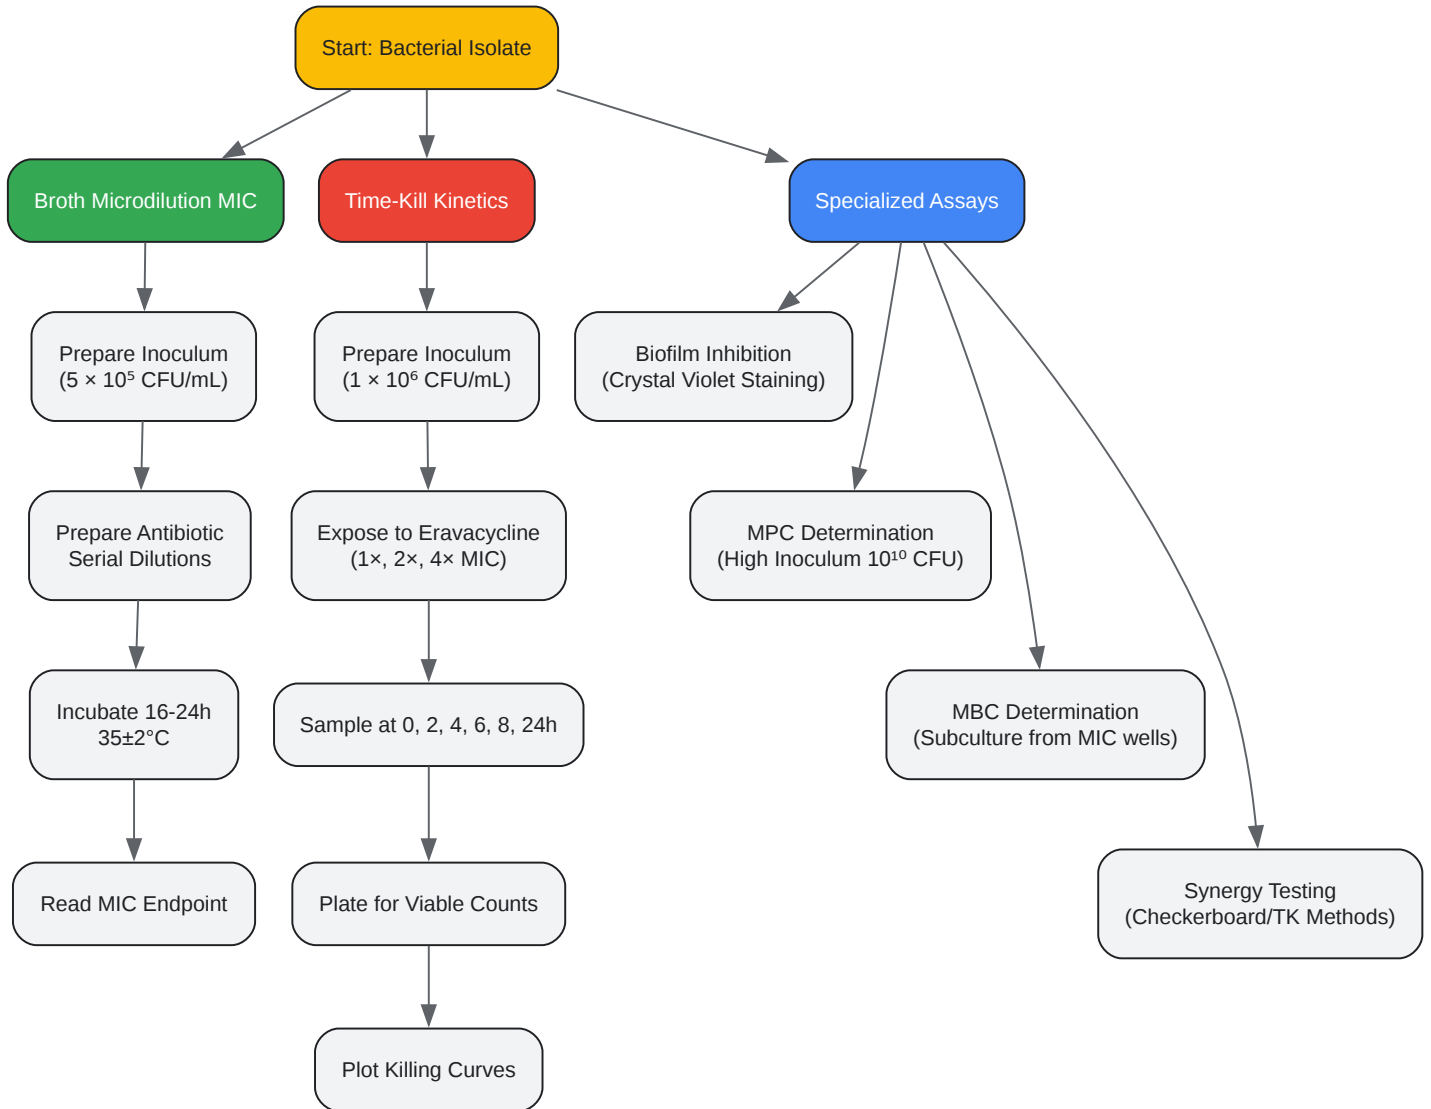 Start: Bacterial Isolate
Broth Microdilution MIC
Time-Kill Kinetics
Specialized Assays
Prepare Inoculum
(5 × 10⁵ CFU/mL)
Prepare Inoculum
(1 × 10⁶ CFU/mL)
Biofilm Inhibition
(Crystal Violet Staining)
Prepare Antibiotic
Serial Dilutions
Expose to Eravacycline
(1×, 2×, 4× MIC)
MPC Determination
(High Inoculum 10¹⁰ CFU)
Incubate 16-24h
35±2°C
Sample at 0, 2, 4, 6, 8, 24h
MBC Determination
(Subculture from MIC wells)
Read MIC Endpoint
Plate for Viable Counts
Synergy Testing
(Checkerboard/TK Methods)
Plot Killing Curves